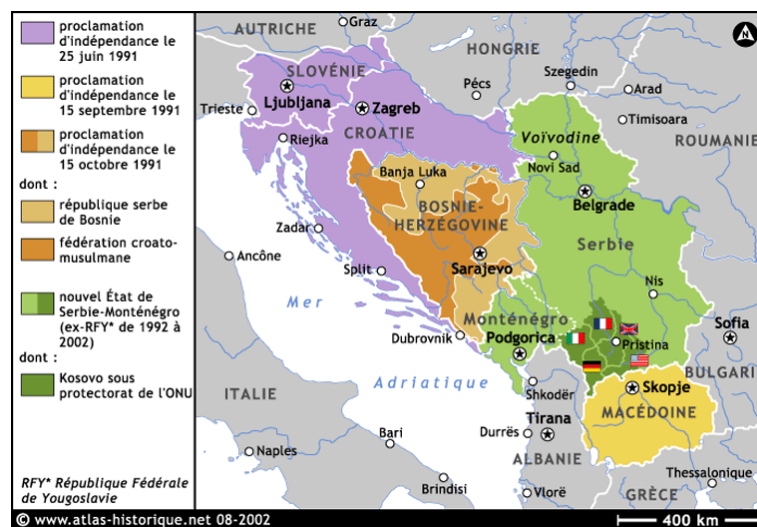 proclamation
d'indépendance le
25 juin 1991
proclamation
d'indépendance le
15 septembre 1991
proclamation
d'indépendance le
15 octobre 1991
dont :
république serbe
de Bosnie
fédération croato-
musulmane
nouvel État de
Serbie-Monténégro
(ex-RFY* de 1992 à
2002)
dont :
Kosovo sous
protectorat de l'ONU
RFY* République Fédérale
de Yougoslavie
N
AUTRICHE
Graz
HONGRIE
SLOVÉNIE
Pécs
Szegedin
Arad
Ljubljana
Trieste
Zagreb
Timisoara
CROATIE
Voïvodine
ROUMANIE
Riejka
Banja Luka
Novi Sad
BOSNIE-
HERZÉGOVINE
Belgrade
Zadar
Serbie
Ancône
Sarajevo
Split
Nis
Mer
Monténégro
Dubrovnik
Podgorica
Pristina
Sofia
Adriatique
BULGARI
ITALIE
Shkodër
Skopje
MACÉDOINE
Tirana
Bari
Durrës
Naples
ALBANIE
Thessalonique
Brindisi
Vlorë
GRÈCE
© www.atlas-historique.net 08-2002
400 km